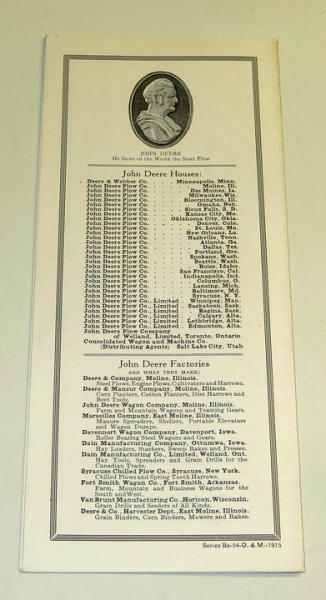 JOHN DEERE
He Gave to the World the Steel Plow
John Deere Houses:
Deere & Webber Co. . . . . Minneapolis, Minn.
John Deere Plow Co. . . . . Moline, Ill.
John Deere Plow Co. . . . . Des Moines, Ia.
John Deere Plow Co. . . . . Milwaukee, Wis.
John Deere Plow Co. . . . . Bloomington, Ill.
John Deere Plow Co. . . . . Omaha, Neb.
John Deere Plow Co. . . . . Sioux Falls, S. D.
John Deere Plow Co. . . . . Kansas City, Mo.
John Deere Plow Co. . . . . Oklahoma City, Okla.
John Deere Plow Co. . . . . Denver, Colo.
John Deere Plow Co. . . . . St. Louis, Mo.
John Deere Plow Co. . . . . New Orleans, La.
John Deere Plow Co. . . . . Nashville, Tenn.
John Deere Plow Co. . . . . Atlanta, Ga.
John Deere Plow Co. . . . . Dallas, Tex.
John Deere Plow Co. . . . . Portland, Ore.
John Deere Plow Co. . . . . Spokane, Wash.
John Deere Plow Co. . . . . Seattle, Wash.
John Deere Plow Co. . . . . Boise, Idaho.
John Deere Plow Co. . . . . San Francisco, Cal.
John Deere Plow Co. . . . . Indianapolis, Ind.
John Deere Plow Co. . . . . Columbus, O.
John Deere Plow Co. . . . . Lansing, Mich.
John Deere Plow Co. . . . . Baltimore, Md.
John Deere Plow Co. . . . . Syracuse, N. Y.
John Deere Plow Co., Limited . . Winnipeg, Man.
John Deere Plow Co., Limited . . Saskatoon, Sask.
John Deere Plow Co., Limited . . Regina, Sask.
John Deere Plow Co., Limited . . Calgary, Alta.
John Deere Plow Co., Limited . . Lethbridge, Alta.
John Deere Plow Co., Limited . . Edmonton, Alta.
John Deere Plow Company
of Welland, Limited, Toronto, Ontario.
Consolidated Wagon and Machine Co.
(Distributing Agents) Salt Lake City, Utah
John Deere Factories
AND WHAT THEY MAKE:
Deere & Company, Moline, Illinois.
Steel Plows, Engine Plows, Cultivators and Harrows.
Deere & Mansur Company, Moline, Illinois.
Corn Planters, Cotton Planters, Disc Harrows and
Beet Tools.
John Deere Wagon Company, Moline, Illinois.
Farm and Mountain Wagons and Teaming Gears.
Marseilles Company, East Moline, Illinois.
Manure Spreaders, Shellers, Portable Elevators
and Wagon Dumps.
Davenport Wagon Company, Davenport, Iowa.
Roller Bearing Steel Wagons and Gears.
Dain Manufacturing Company, Ottumwa, Iowa.
Hay Loaders, Stackers, Sweep Rakes and Presses.
Dain Manufacturing Co., Limited, Welland, Ont.
Hay Tools, Spreaders and Grain Drills for the
Canadian Trade.
Syracuse Chilled Plow Co., Syracuse, New York.
Chilled Plows and Spring Tooth Harrows.
Fort Smith Wagon Co., Fort Smith, Arkansas.
Farm, Mountain and Business Wagons for the
South and West.
Van Brunt Manufacturing Co., Horicon, Wisconsin.
Grain Drills and Seeders of All Kinds.
Deere & Co., Harvester Dept., East Moline, Illinois.
Grain Binders, Corn Binders, Mowers and Rakes.
Series Ba-54-D. & M.-1915